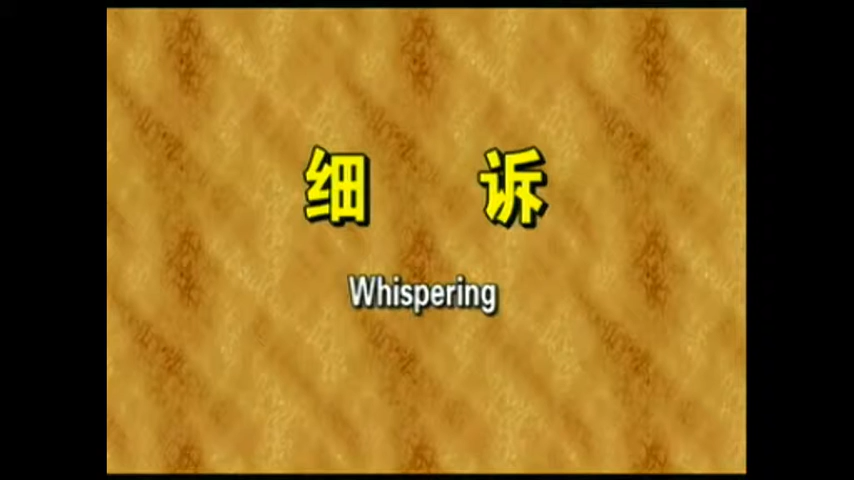 细 诉
Whispering